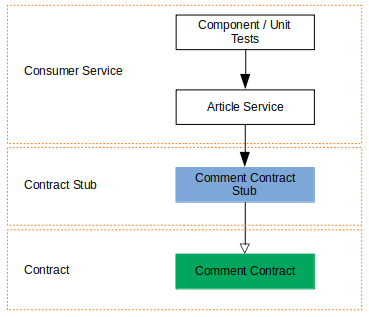 Component / Unit
Tests
Consumer Service
Article Service
Comment Contract
Stub
Contract Stub
Contract
Comment Contract